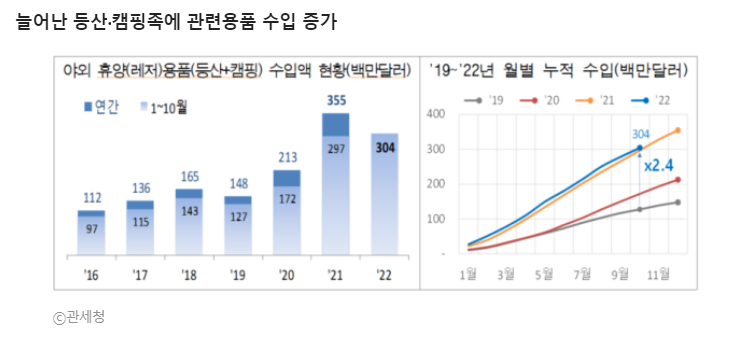 늘어난 등산·캠핑족에 관련용품 수입 증가
야외 휴양(레저)용품(등산+캠핑) 수입액 현황(백만달러)
연간
1~10월
355
297
304
213
172
165
143
148
127
136
115
112
97
'16 '17 '18 '19 '20 '21 '22
'19~'22년 월별 누적 수입(백만달러)
'19 '20 '21 '22
400
300
200
100
-
304
x2.4
1월 3월 5월 7월 9월 11월
ⓒ관세청